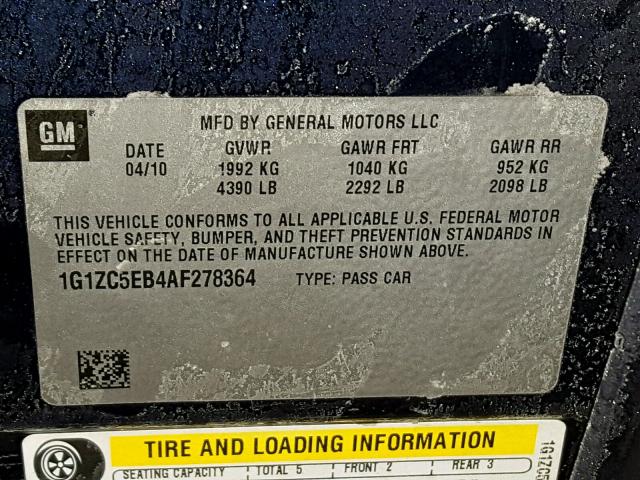 GM
MFD BY GENERAL MOTORS LLC
DATE GVWR GAWR FRT GAWR RR
04/10 1992 KG 1040 KG 952 KG
4390 LB 2292 LB 2098 LB
THIS VEHICLE CONFORMS TO ALL APPLICABLE U.S. FEDERAL MOTOR
VEHICLE SAFETY, BUMPER, AND THEFT PREVENTION STANDARDS IN
EFFECT ON THE DATE OF MANUFACTURE SHOWN ABOVE.
1G1ZC5EB4AF278364 TYPE: PASS CAR
TIRE AND LOADING INFORMATION
SEATING CAPACITY TOTAL 5 FRONT 2 REAR 3